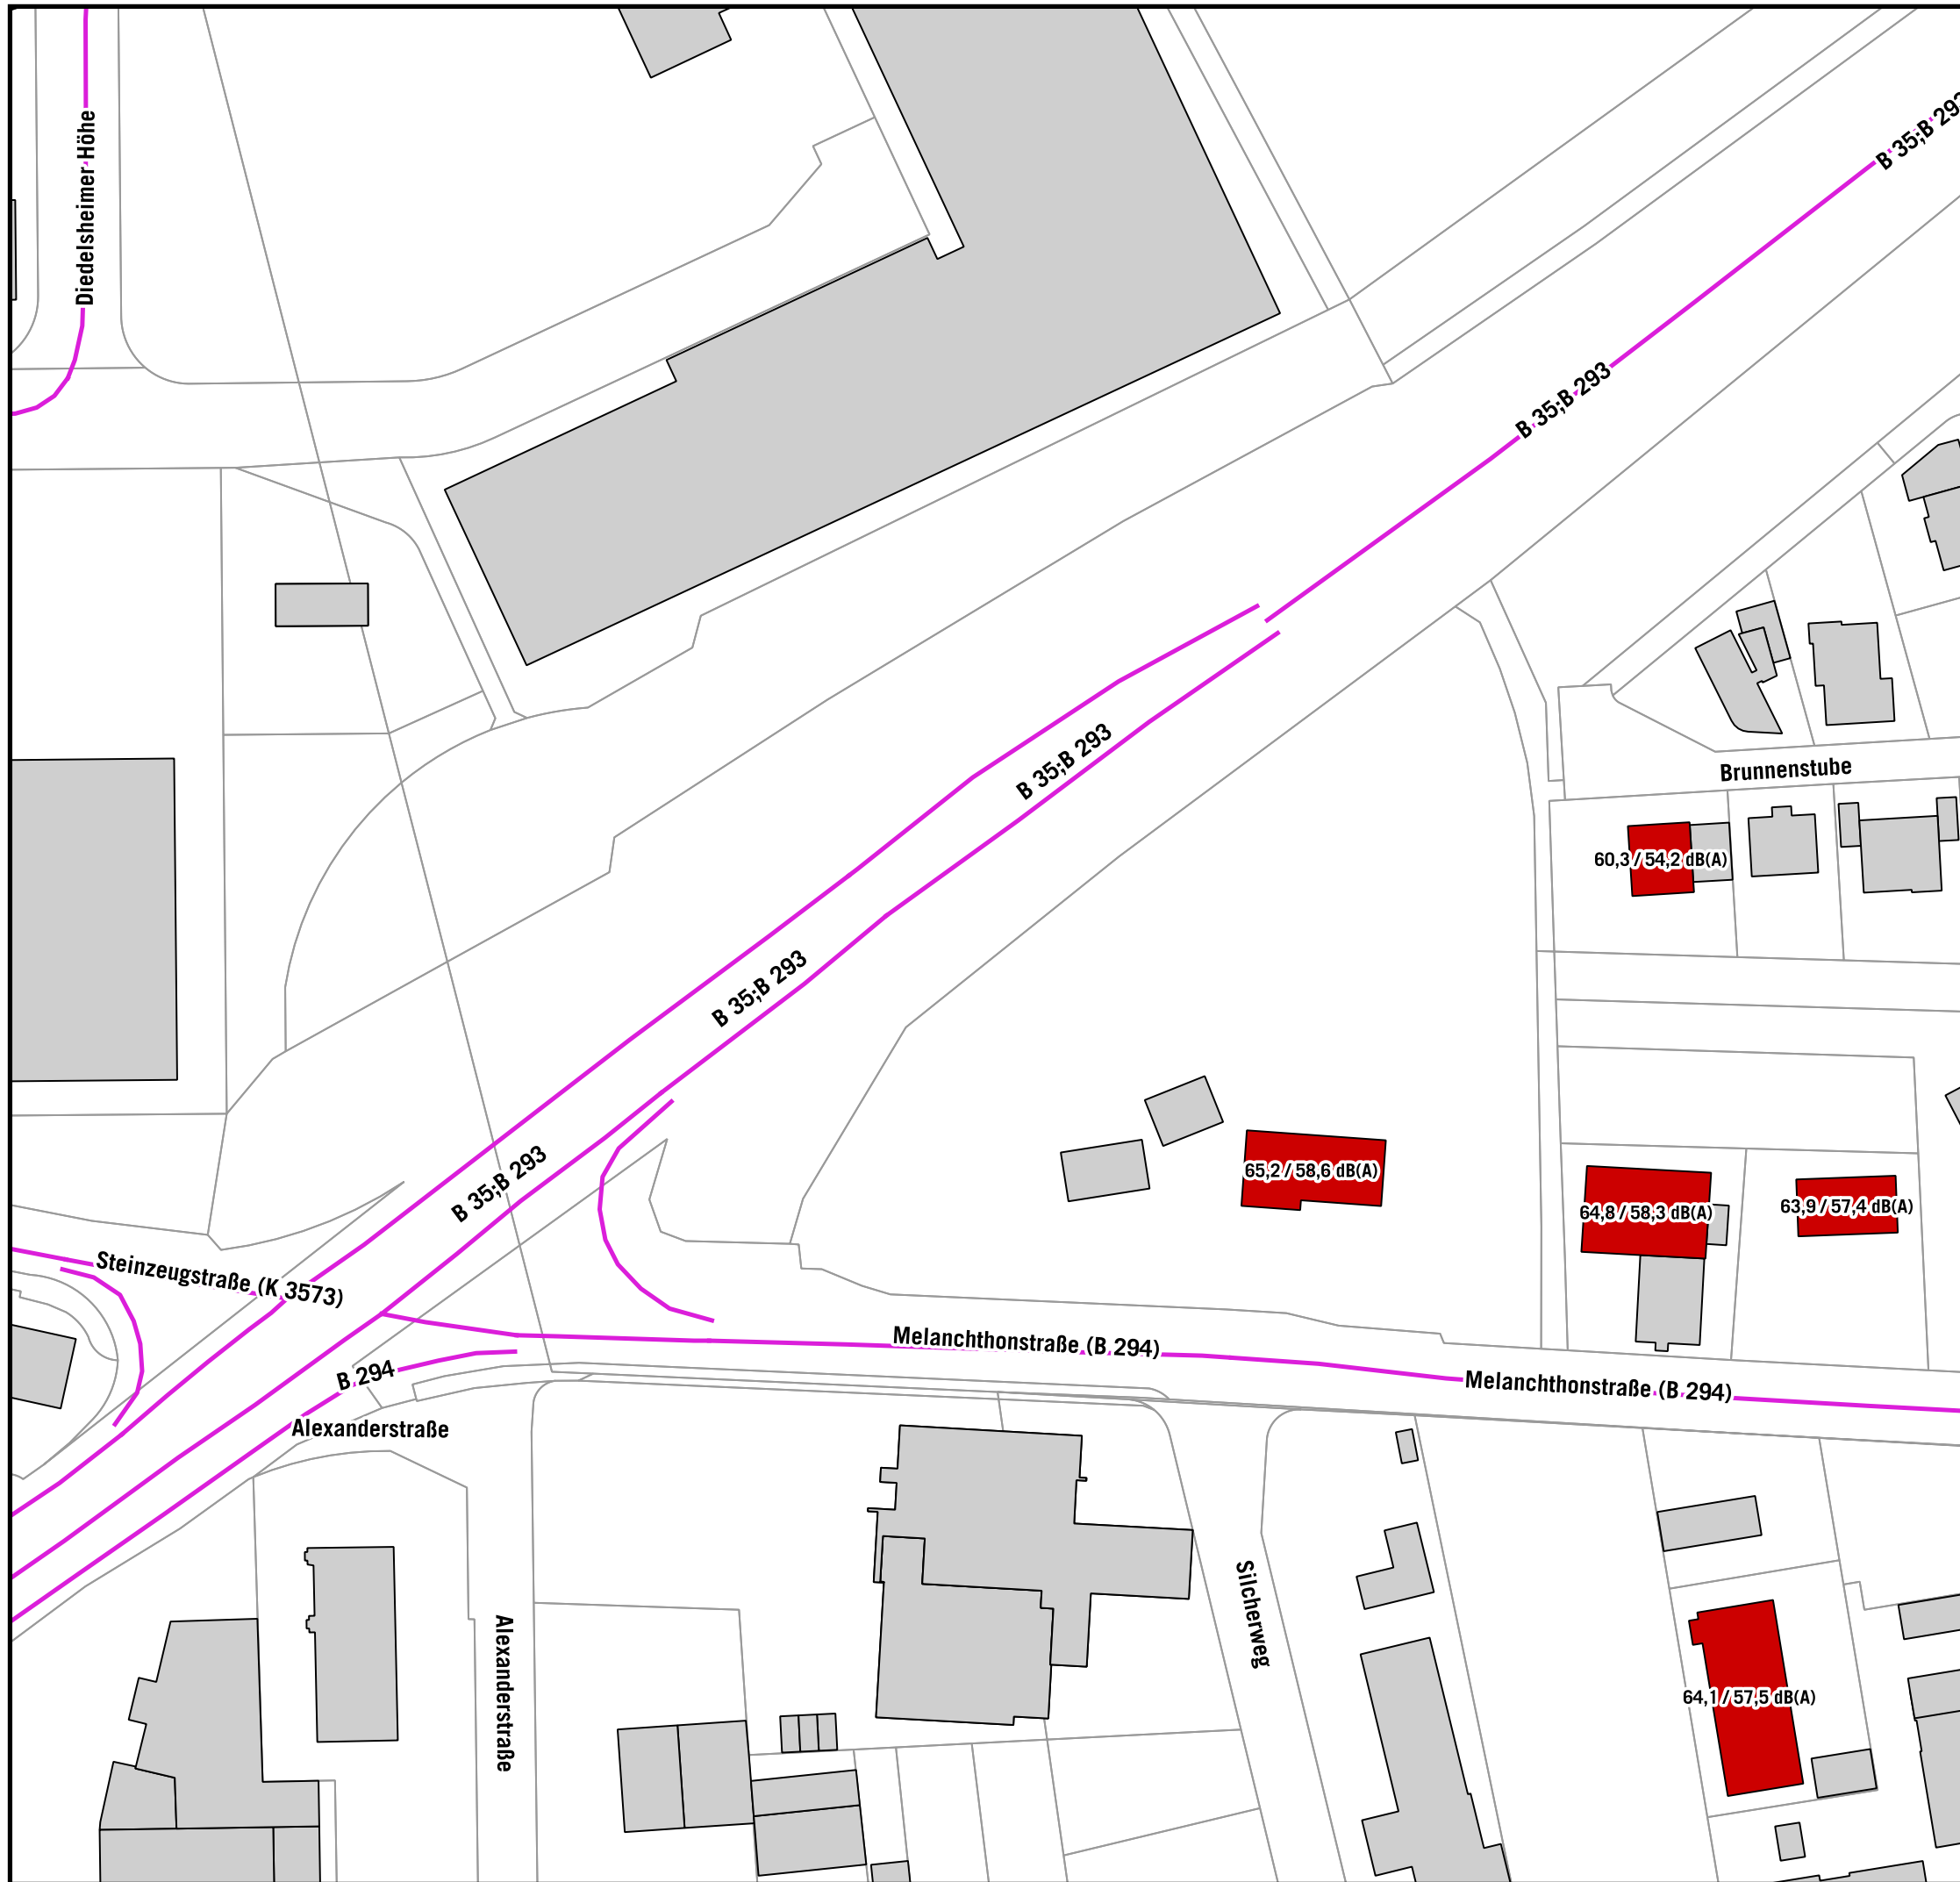 Diedelsheimer Höhe
B 35;B 293
B 35;B 293
B 35;B 293
Brunnenstube
60,3 / 54,2 dB(A)
B 35;B 293
B 35;B 293
65,2 / 58,6 dB(A)
64,8 / 58,3 dB(A)
63,9 / 57,4 dB(A)
Steinzeugstraße (K 3573)
Melanchthonstraße (B 294)
B 294
Melanchthonstraße (B 294)
Alexanderstraße
Silcherweg
Alexanderstraße
64,1 / 57,5 dB(A)